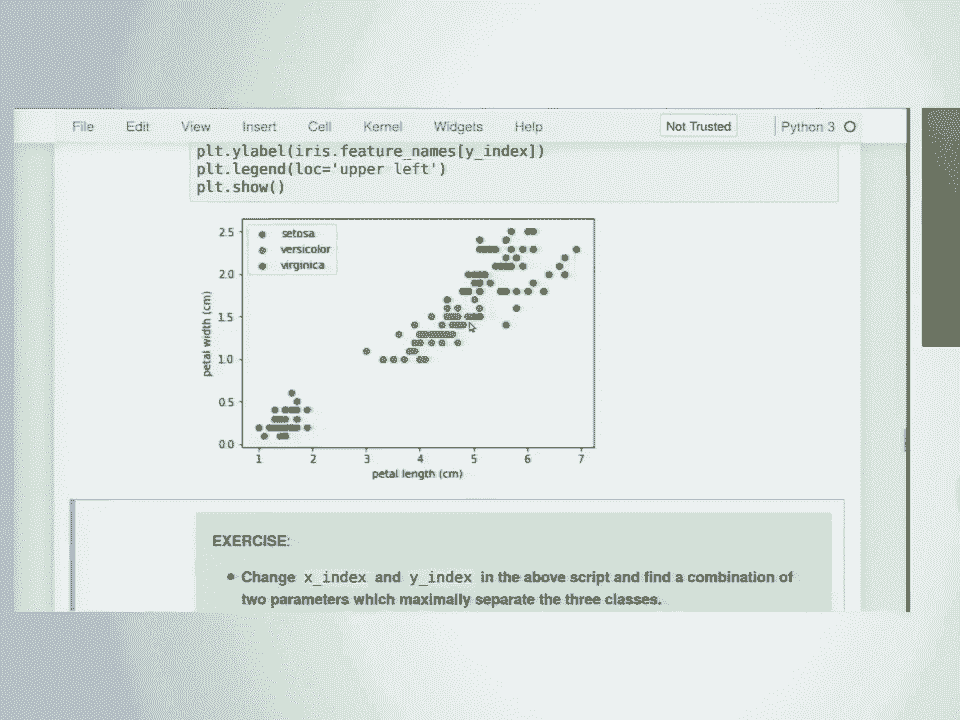 File Edit View Insert Cell Kernel Widgets Help Not Trusted Python 3
plt.ylabel(iris.feature_names[y_index])
plt.legend(loc='upper left')
plt.show()
setosa
versicolor
virginica
2.5
2.0
1.5
1.0
0.5
0.0
petal width (cm)
1 2 3 4 5 6 7
petal length (cm)
EXERCISE:
Change x_index and y_index in the above script and find a combination of
two parameters which maximally separate the three classes.